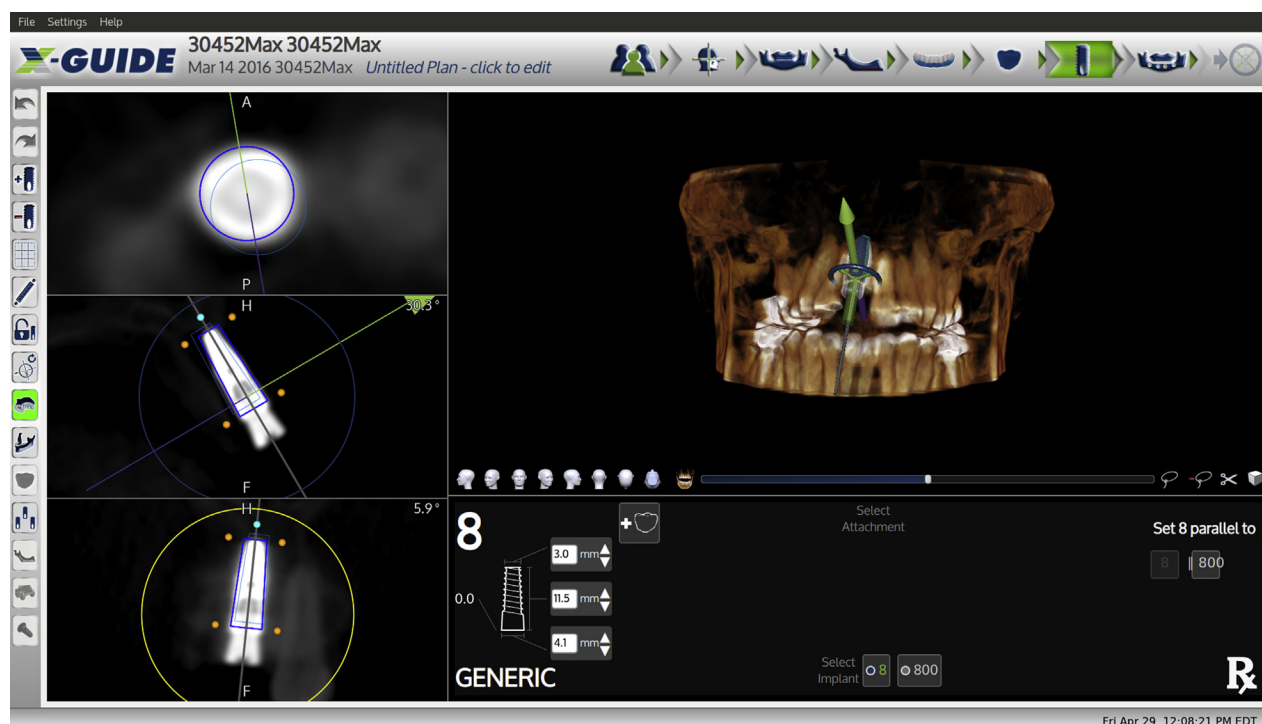 File Settings Help
X-GUIDE
30452Max 30452Max
Mar 14 2016 30452Max Untitled Plan - click to edit
A
P
H
30.3°
F
H
5.9°
F
8
3.0 mm
0.0
11.5 mm
4.1 mm
GENERIC
Select
Attachment
Select
Implant
8
800
Set 8 parallel to
8 || 800
Rx
Fri Apr 29, 12:08:21 PM EDT